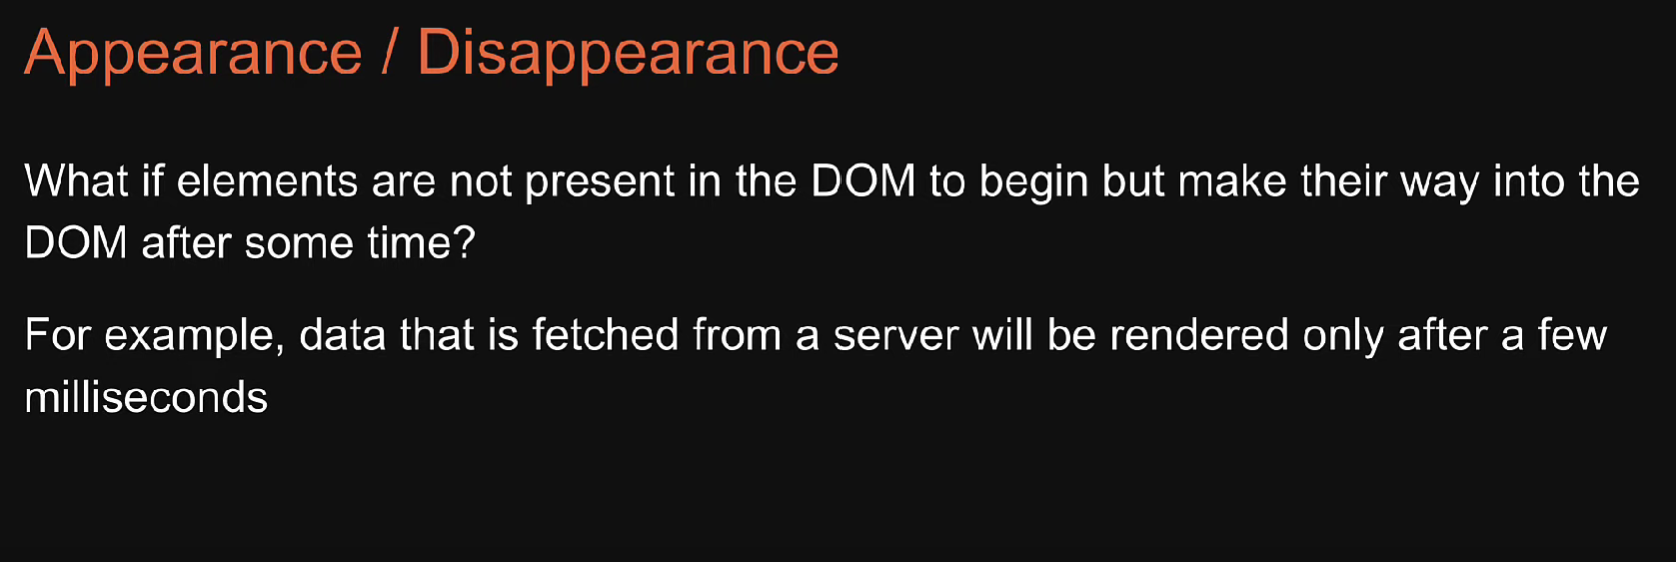 Appearance / Disappearance
What if elements are not present in the DOM to begin but make their way into the
DOM after some time?
For example, data that is fetched from a server will be rendered only after a few
milliseconds